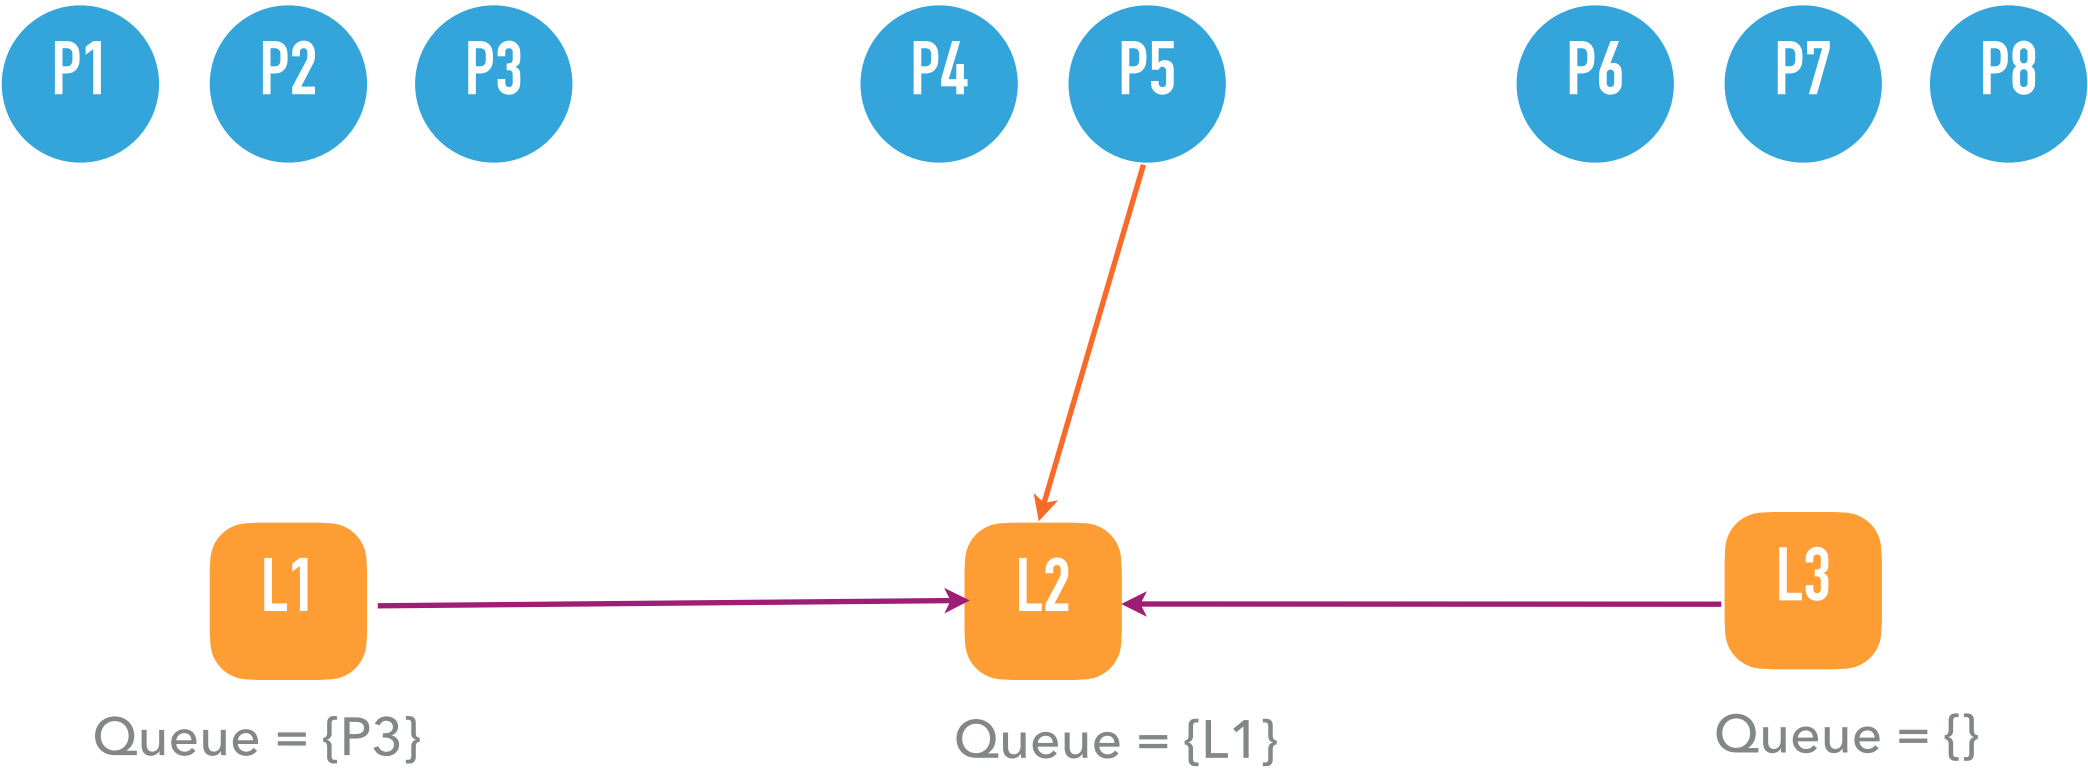 P1 P2 P3 P4 P5 P6 P7 P8
L1 L2 L3
Queue = {P3} Queue = {L1} Queue = {}